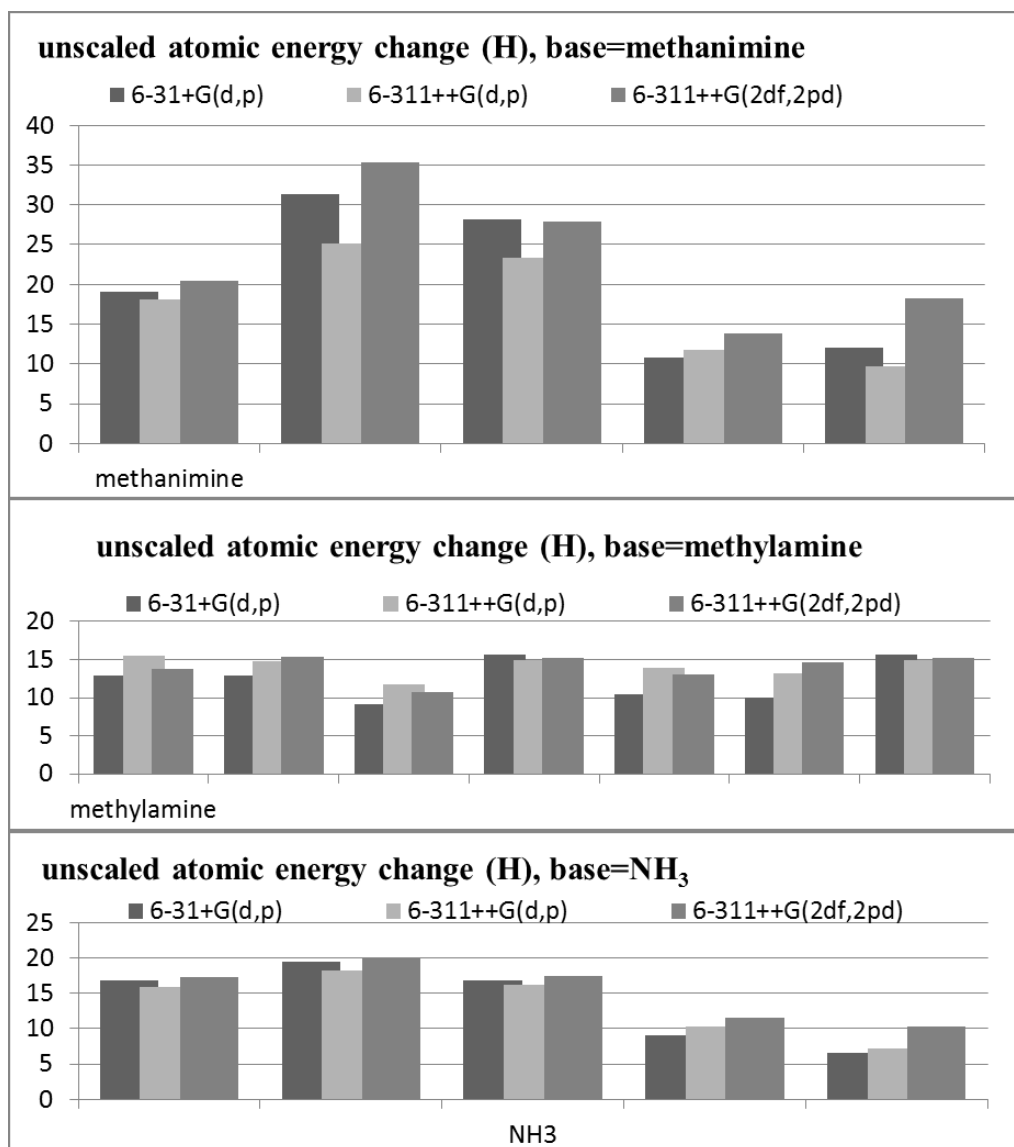 unscaled atomic energy change (H), base=methanimine
6-31+G(d,p) 6-311++G(d,p) 6-311++G(2df,2pd)
40
35
30
25
20
15
10
5
0
methanimine
unscaled atomic energy change (H), base=methylamine
6-31+G(d,p) 6-311++G(d,p) 6-311++G(2df,2pd)
20
15
10
5
0
methylamine
unscaled atomic energy change (H), base=NH₃
6-31+G(d,p) 6-311++G(d,p) 6-311++G(2df,2pd)
25
20
15
10
5
0
NH3